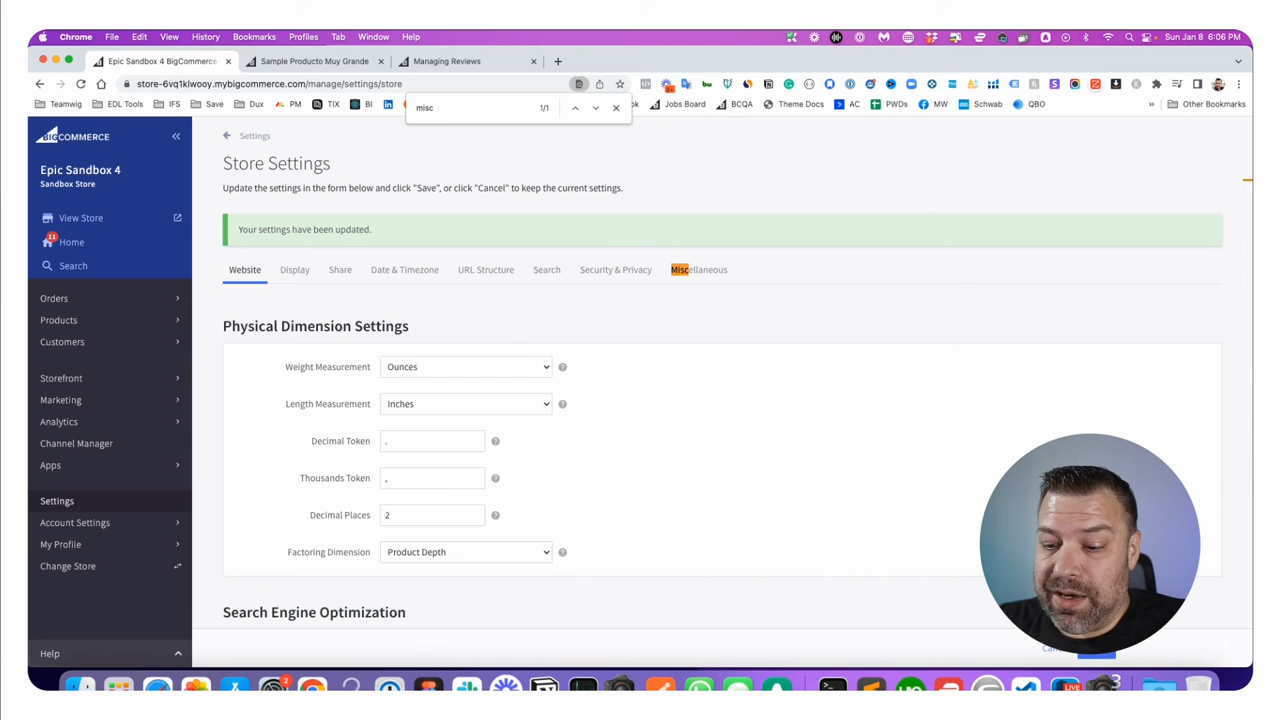 Chrome File Edit View History Bookmarks Profiles Tab Window Help Sun Jan 8 6:06 PM
Epic Sandbox 4 BigCommerce Sample Producto Muy Grande Managing Reviews
store-6vq1klwooy.mybigcommerce.com/manage/settings/store
Teamwig EDL Tools IFS Save Dux PM TIX BI Jobs Board BCQA Theme Docs AC PWDs MW Schwab QBO Other Bookmarks
misc 1/1
BIGCOMMERCE
Epic Sandbox 4
Sandbox Store
View Store
11
Home
Search
Orders
Products
Customers
Storefront
Marketing
Analytics
Channel Manager
Apps
Settings
Account Settings
My Profile
Change Store
Help
Settings
Store Settings
Update the settings in the form below and click "Save", or click "Cancel" to keep the current settings.
Your settings have been updated.
Website Display Share Date & Timezone URL Structure Search Security & Privacy Miscellaneous
Physical Dimension Settings
Weight Measurement Ounces
Length Measurement Inches
Decimal Token .
Thousands Token ,
Decimal Places 2
Factoring Dimension Product Depth
Search Engine Optimization